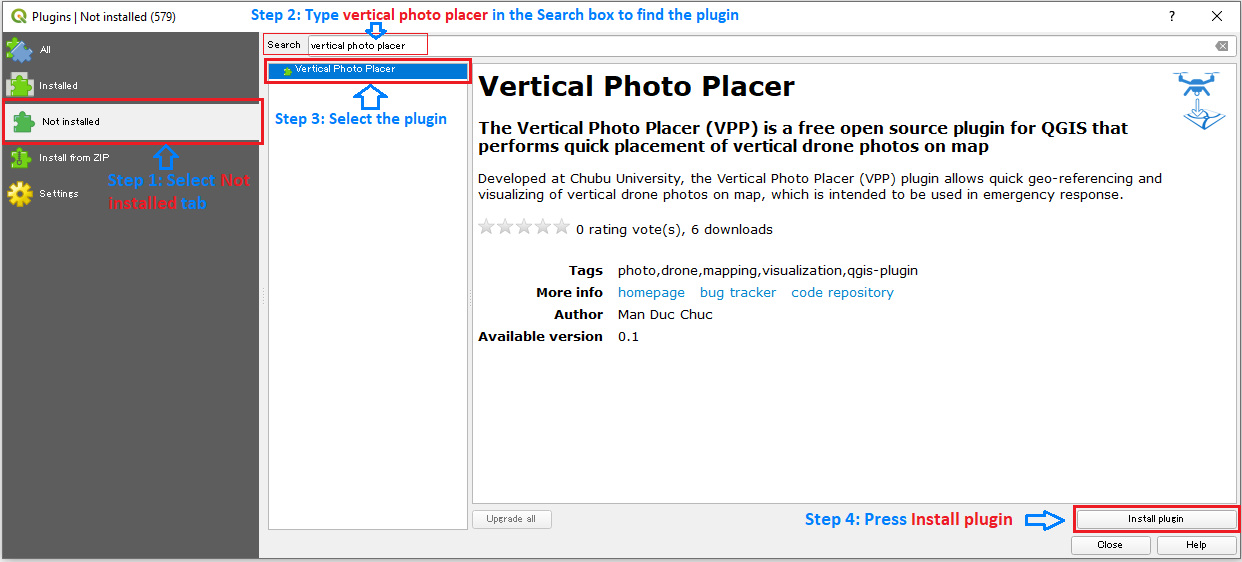 Plugins | Not installed (579)
Step 2: Type vertical photo placer in the Search box to find the plugin
?
All
Installed
Not installed
Install from ZIP
Settings
Step 1: Select Not
Installed tab
Search vertical photo placer
Vertical Photo Placer
Step 3: Select the plugin
Vertical Photo Placer
The Vertical Photo Placer (VPP) is a free open source plugin for QGIS that
performs quick placement of vertical drone photos on map
Developed at Chubu University, the Vertical Photo Placer (VPP) plugin allows quick geo-referencing and
visualizing of vertical drone photos on map, which is intended to be used in emergency response.
0 rating vote(s), 6 downloads
Tags photo,drone,mapping,visualization,qgis-plugin
More info homepage bug tracker code repository
Author Man Duc Chuc
Available version 0.1
Upgrade all
Step 4: Press Install plugin
Install plugin
Close
Help